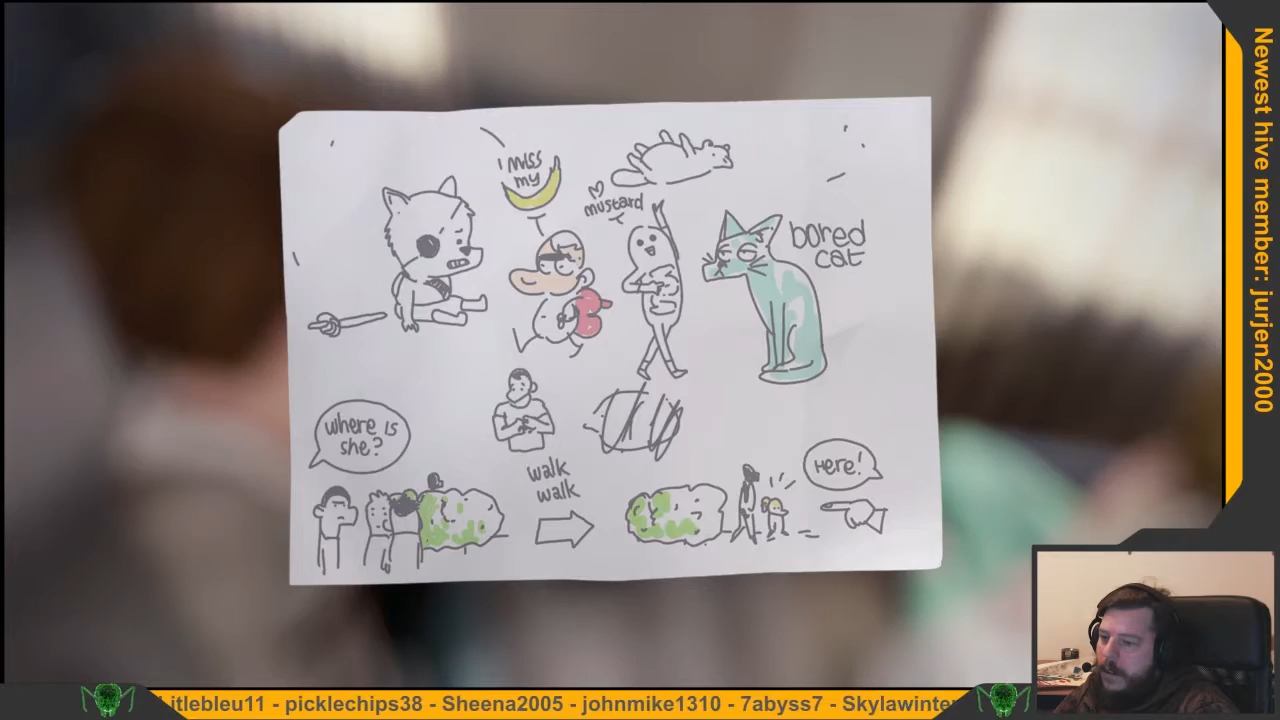 I MISS
MY
mustard
bored
cat
where is
she?
walk
walk
HERE!
Newest hive member: jurjen2000
itlebleu11 - picklechips38 - Sheena2005 - johnmike1310 - 7abyss7 - Skylawinter